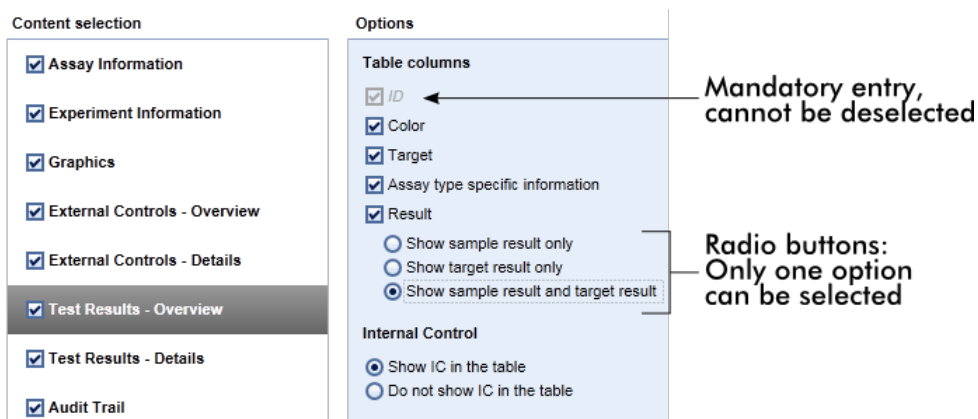 Content selection
Assay Information
Experiment Information
Graphics
External Controls - Overview
External Controls - Details
Test Results - Overview
Test Results - Details
Audit Trail
Options
Table columns
ID
Color
Target
Assay type specific information
Result
Show sample result only
Show target result only
Show sample result and target result
Internal Control
Show IC in the table
Do not show IC in the table
Mandatory entry,
cannot be deselected
Radio buttons:
Only one option
can be selected